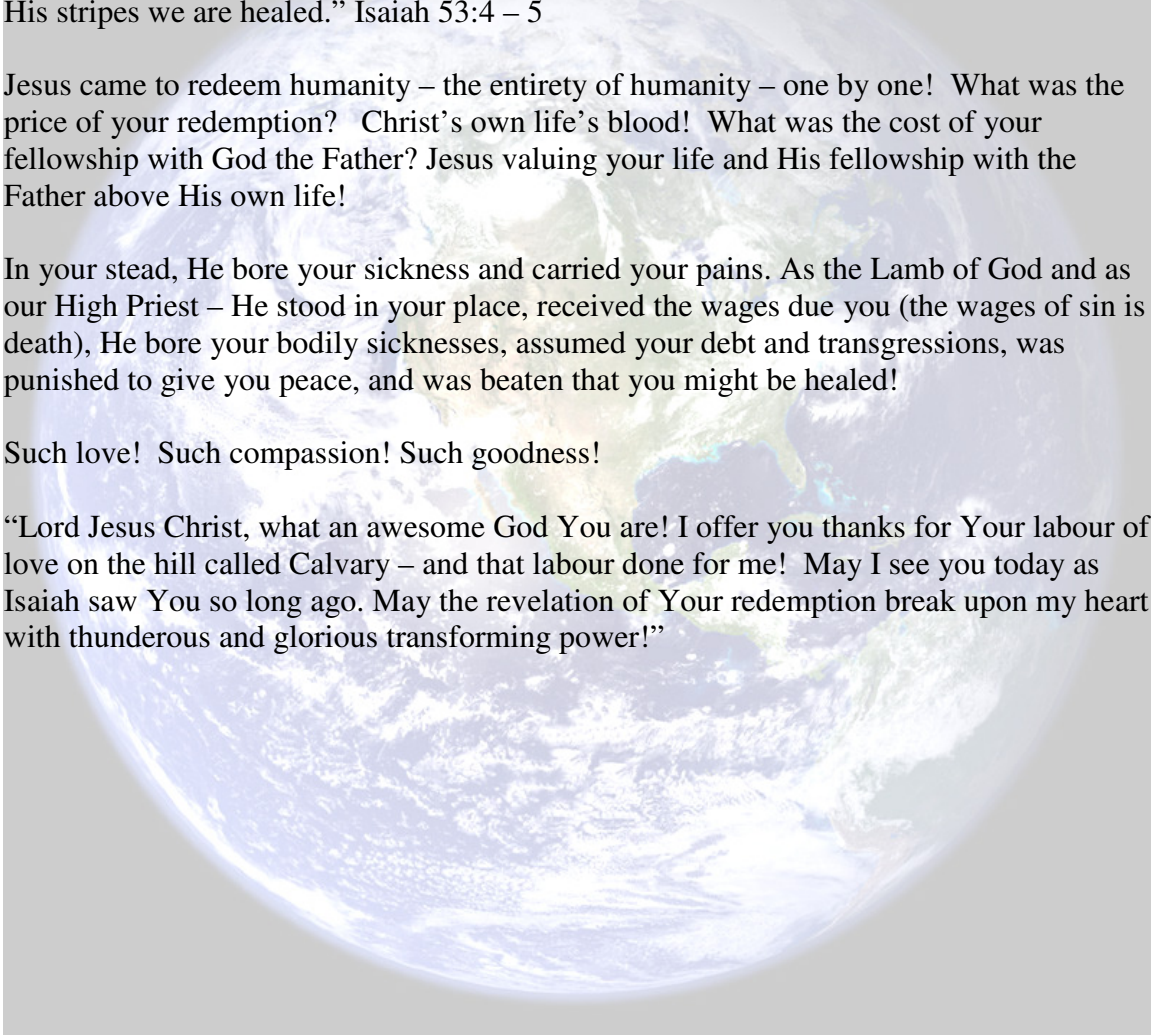 His stripes we are healed.” Isaiah 53:4 – 5
Jesus came to redeem humanity – the entirety of humanity – one by one!  What was the
price of your redemption?   Christ’s own life’s blood!  What was the cost of your
fellowship with God the Father? Jesus valuing your life and His fellowship with the
Father above His own life!
In your stead, He bore your sickness and carried your pains. As the Lamb of God and as
our High Priest – He stood in your place, received the wages due you (the wages of sin is
death), He bore your bodily sicknesses, assumed your debt and transgressions, was
punished to give you peace, and was beaten that you might be healed!
Such love!  Such compassion! Such goodness!
“Lord Jesus Christ, what an awesome God You are! I offer you thanks for Your labour of
love on the hill called Calvary – and that labour done for me!  May I see you today as
Isaiah saw You so long ago. May the revelation of Your redemption break upon my heart
with thunderous and glorious transforming power!”